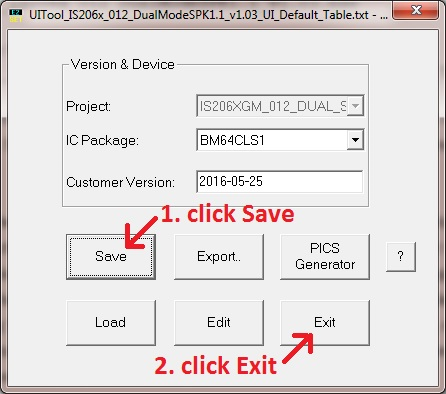 UITool_IS206x_012_DualModeSPK1.1_v1.03_UI_Default_Table.txt - ...
Version & Device
Project: IS206XGM_012_DUAL_S
IC Package: BM64CLS1
Customer Version: 2016-05-25
1. click Save
Save Export.. PICS Generator ?
Load Edit Exit
2. click Exit